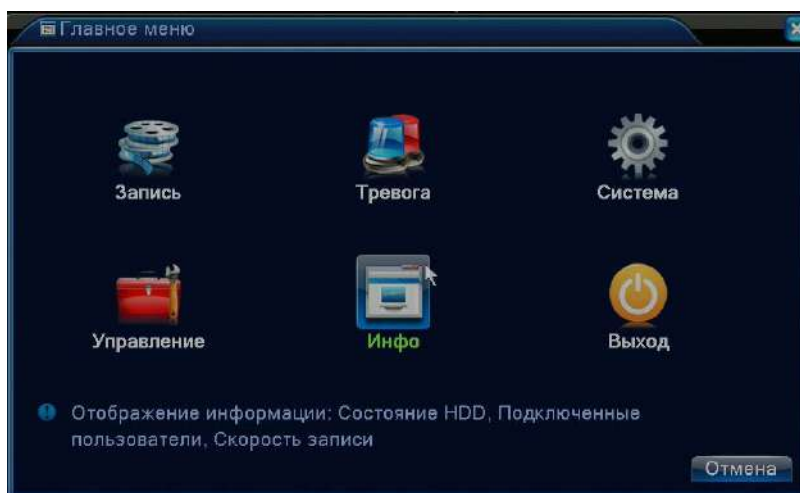 Главное меню
Запись
Тревога
Система
Управление
Инфо
Выход
Отображение информации: Состояние HDD, Подключенные
пользователи, Скорость записи
Отмена